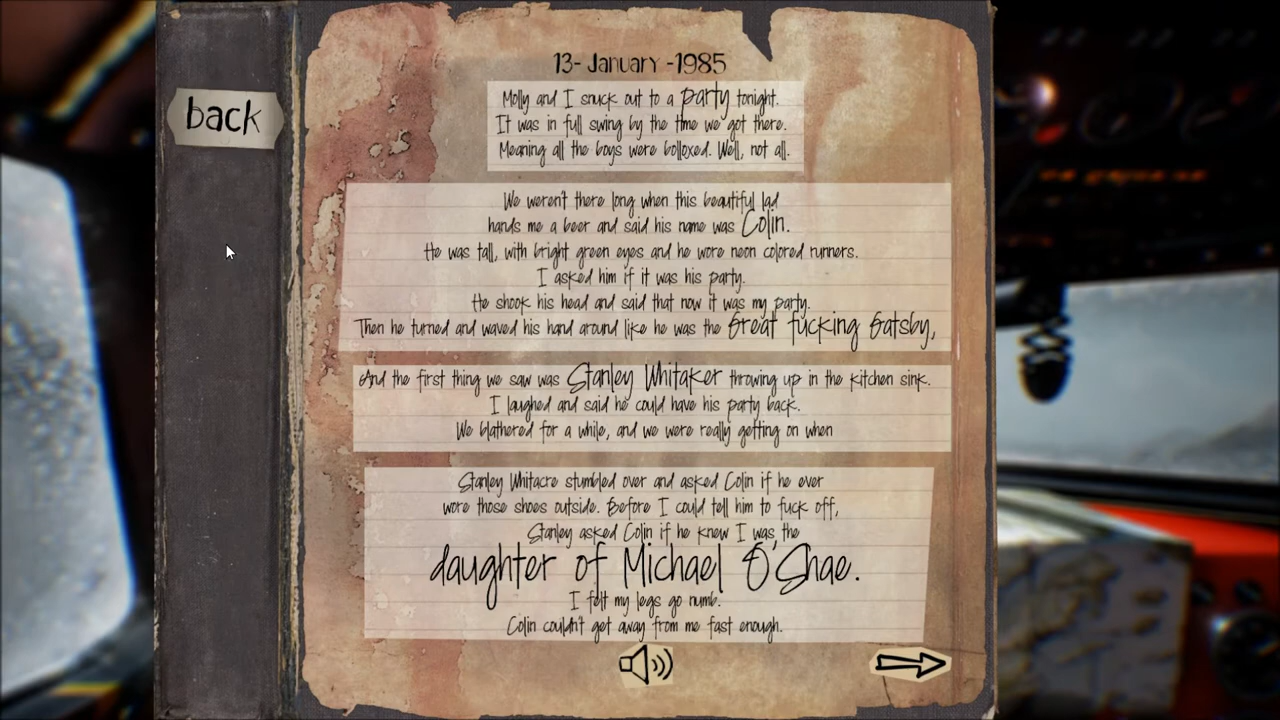 back
13- January -1985
Molly and I snuck out to a party tonight.
It was in full swing by the time we got there.
Meaning all the boys were bolloxed. Well, not all.
We weren't there long when this beautiful lad
hands me a beer and said his name was Colin.
He was tall, with bright green eyes and he wore neon colored runners.
I asked him if it was his party.
He shook his head and said that now it was my party.
Then he turned and waved his hand around like he was the Great fucking Gatsby,
And the first thing we saw was Stanley Whitaker throwing up in the kitchen sink.
I laughed and said he could have his party back.
We blathered for a while, and we were really getting on when
Stanley Whitacre stumbled over and asked Colin if he ever
wore those shoes outside. Before I could tell him to fuck off,
Stanley asked Colin if he knew I was the
daughter of Michael O'Shae.
I felt my legs go numb.
Colin couldn't get away from me fast enough.